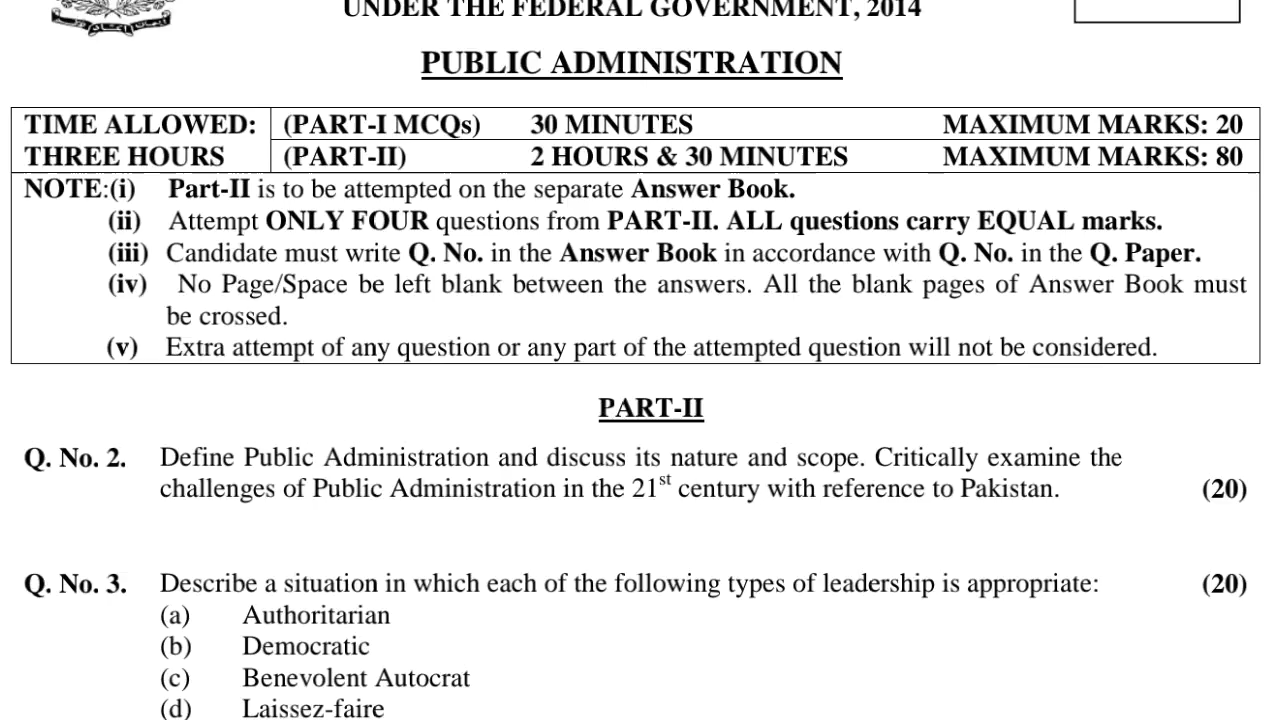 UNDER THE FEDERAL GOVERNMENT, 2014
PUBLIC ADMINISTRATION
TIME ALLOWED: (PART-I MCQs) 30 MINUTES MAXIMUM MARKS: 20
THREE HOURS (PART-II) 2 HOURS & 30 MINUTES MAXIMUM MARKS: 80
NOTE:(i) Part-II is to be attempted on the separate Answer Book.
(ii) Attempt ONLY FOUR questions from PART-II. ALL questions carry EQUAL marks.
(iii) Candidate must write Q. No. in the Answer Book in accordance with Q. No. in the Q. Paper.
(iv) No Page/Space be left blank between the answers. All the blank pages of Answer Book must
be crossed.
(v) Extra attempt of any question or any part of the attempted question will not be considered.
PART-II
Q. No. 2. Define Public Administration and discuss its nature and scope. Critically examine the
challenges of Public Administration in the 21st century with reference to Pakistan. (20)
Q. No. 3. Describe a situation in which each of the following types of leadership is appropriate: (20)
(a) Authoritarian
(b) Democratic
(c) Benevolent Autocrat
(d) Laissez-faire